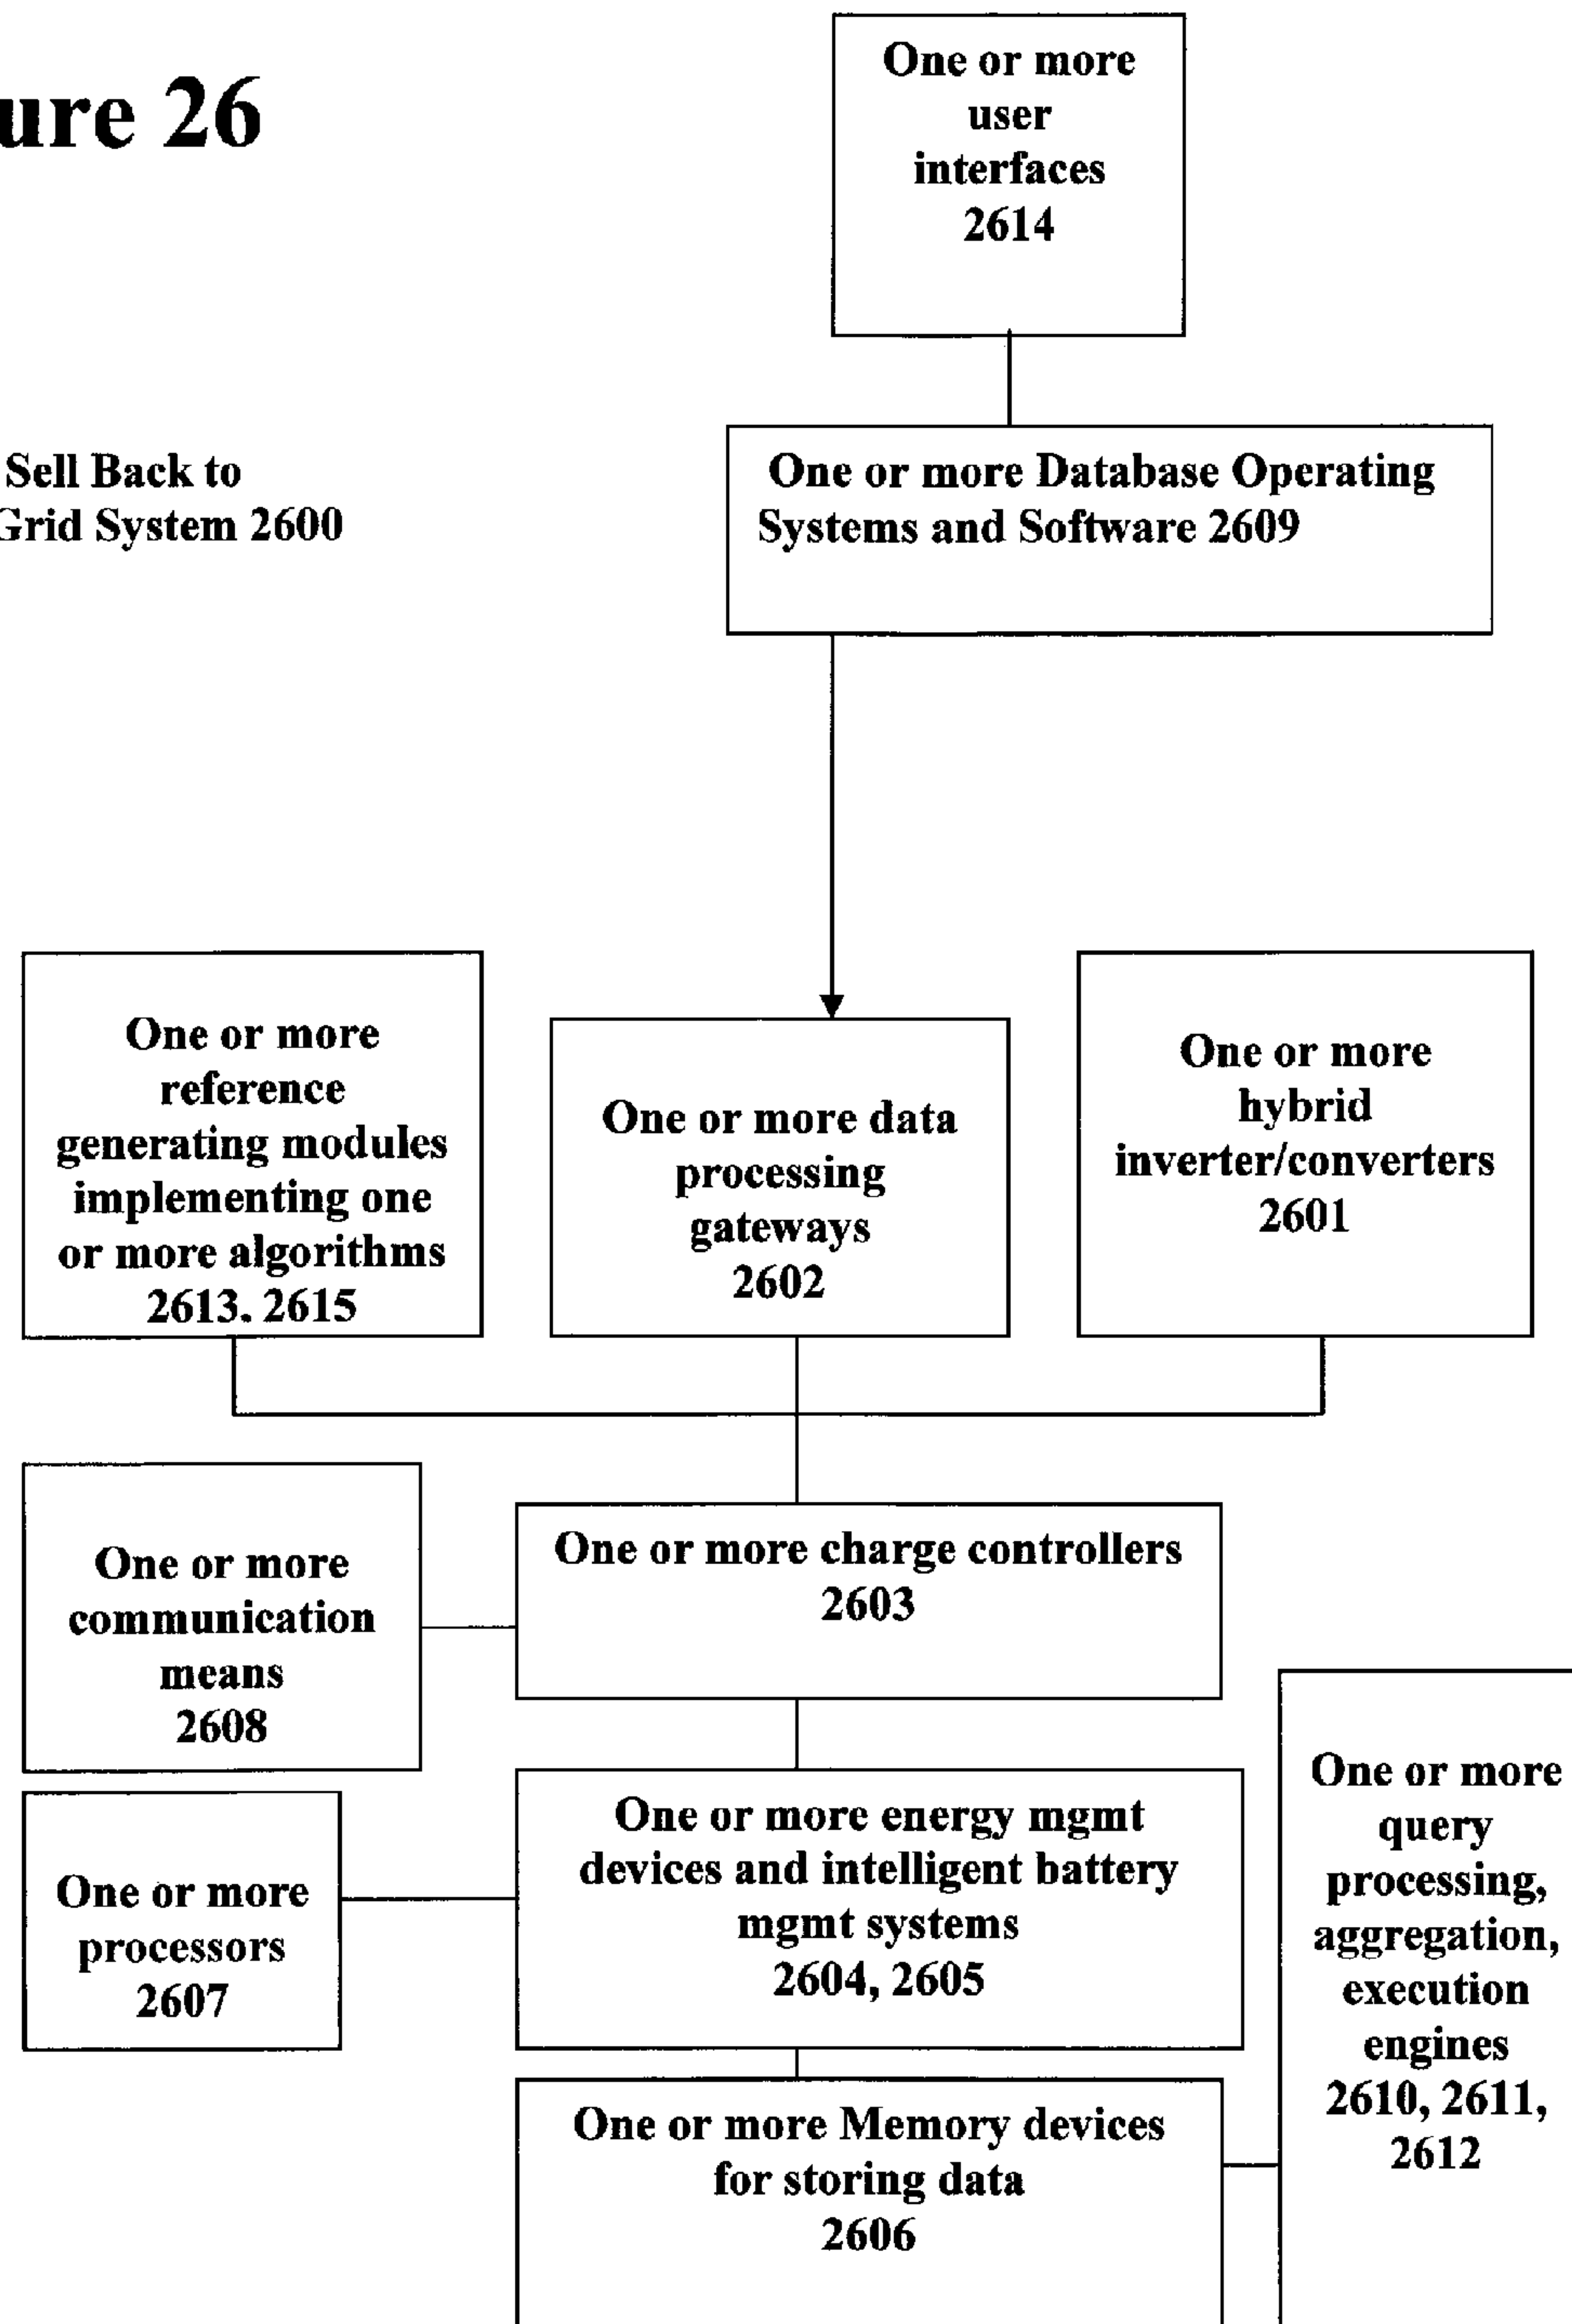 ure 26
One or more
user
interfaces
2614
Sell Back to
Grid System 2600
One or more Database Operating
Systems and Software 2609
One or more
reference
generating modules
implementing one
or more algorithms
2613. 2615
One or more data
processing
gateways
2602
One or more
hybrid
inverter/converters
2601
One or more
communication
means
2608
One or more charge controllers
2603
One or more
processors
2607
One or more energy mgmt
devices and intelligent battery
mgmt systems
2604, 2605
One or more
query
processing,
aggregation,
execution
engines
2610, 2611,
2612
One or more Memory devices
for storing data
2606